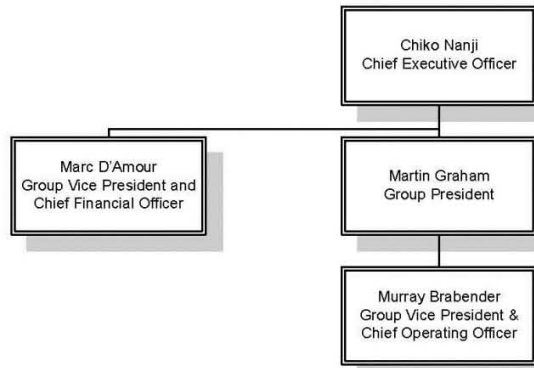 Chiko Nanji
Chief Executive Officer
Marc D'Amour
Group Vice President and
Chief Financial Officer
Martin Graham
Group President
Murray Brabender
Group Vice President &
Chief Operating Officer